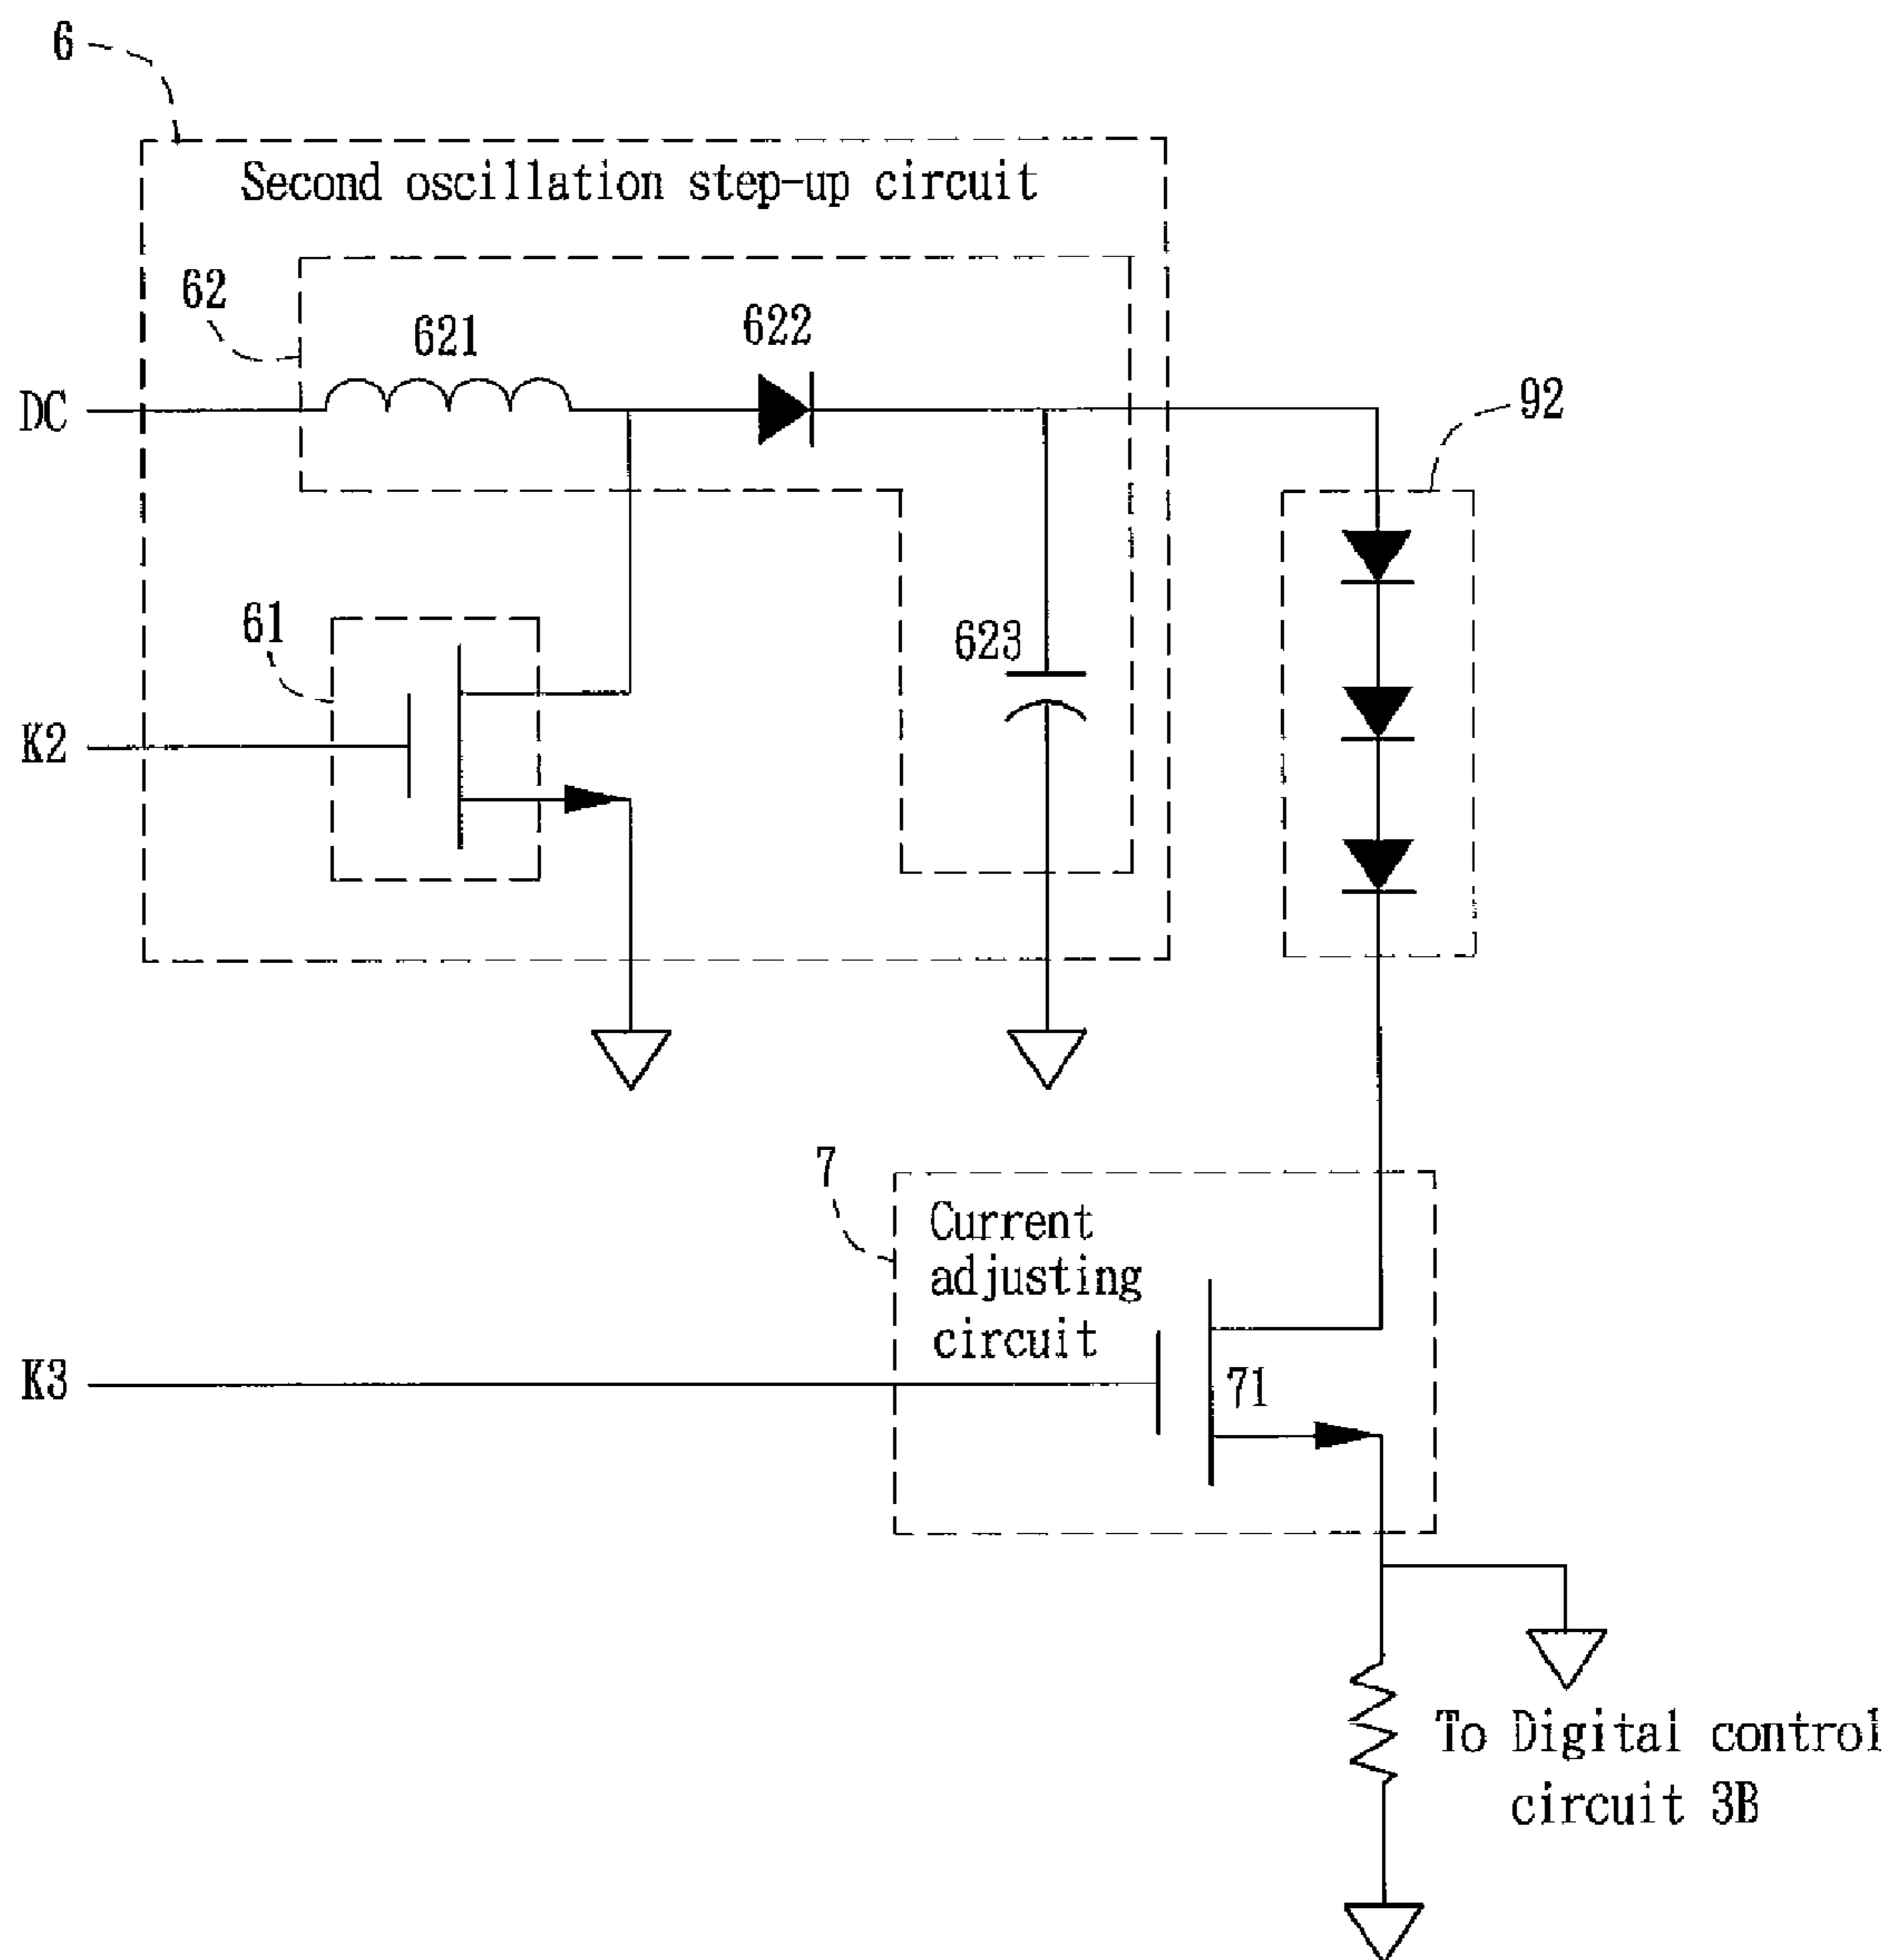 6
Second oscillation step-up circuit
62
621
622
DC
92
61
623
K2
7
Current
adjusting
circuit
K3
71
To Digital control
circuit 3B